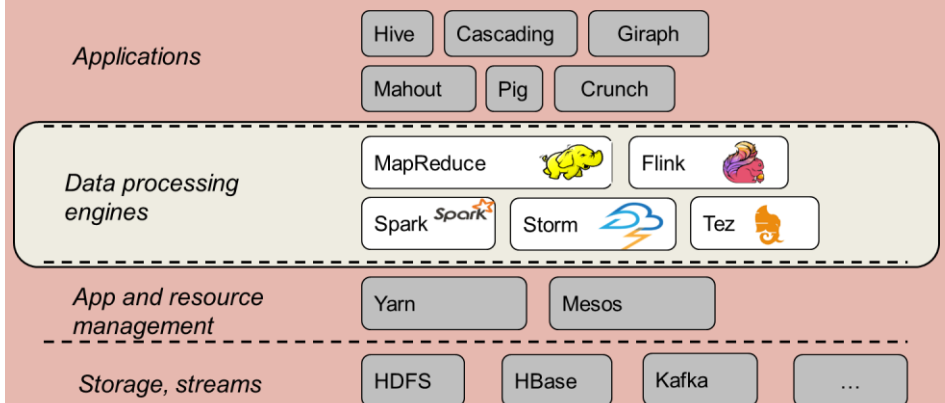 Applications
Hive Cascading Giraph
Mahout Pig Crunch
Data processing
engines
MapReduce Flink
Spark Spark Storm Tez
App and resource
management
Yarn Mesos
Storage, streams
HDFS HBase Kafka …